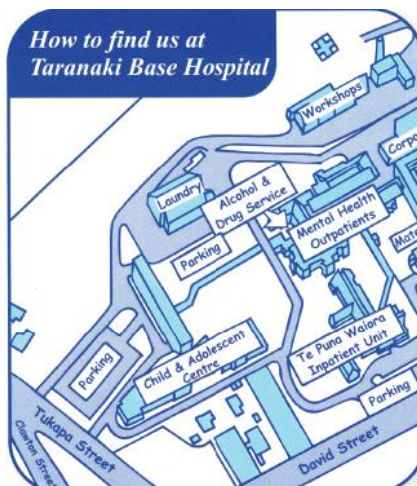 How to find us at
Taranaki Base Hospital
Workshops
Laundry
Alcohol &
Drug Service
Mental Health
Outpatients
Parking
Te Puna Waiora
Inpatient Unit
Child & Adolescent
Centre
Parking
Parking
Tukapa Street
Clawton Street
David Street